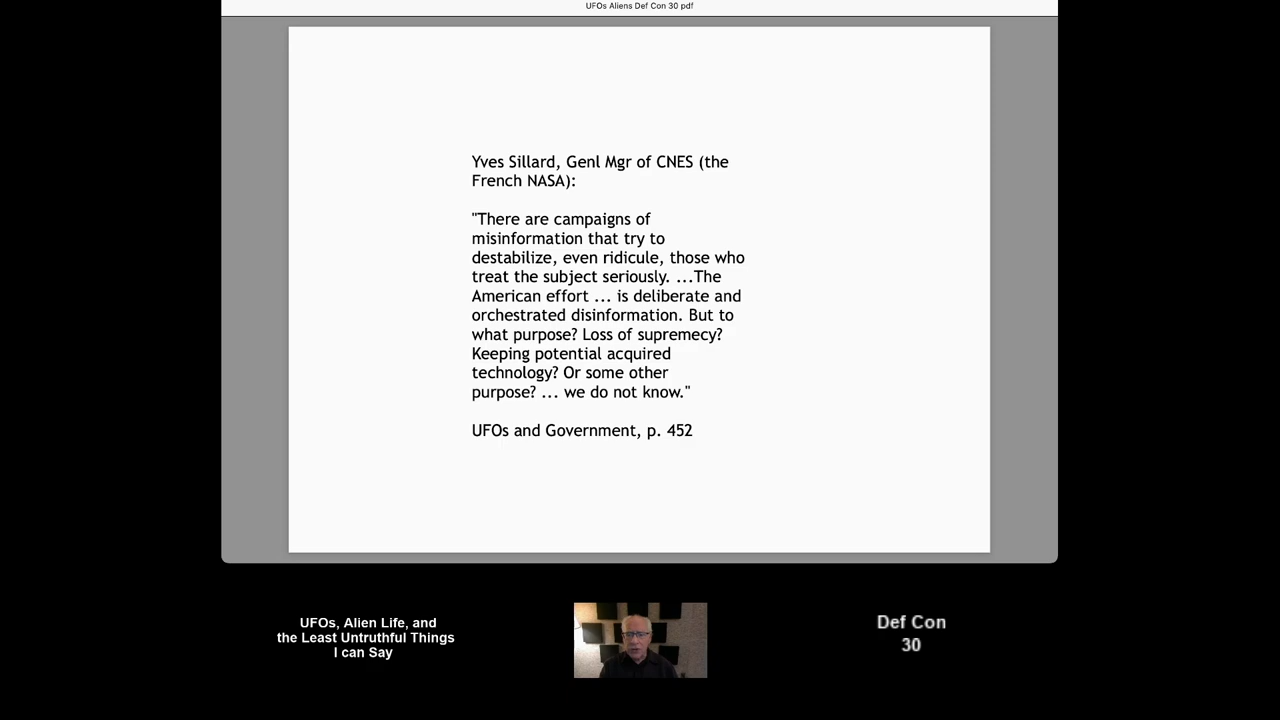 UFOs Aliens Def Con 30 pdf
Yves Sillard, Genl Mgr of CNES (the
French NASA):
"There are campaigns of
misinformation that try to
destabilize, even ridicule, those who
treat the subject seriously. ...The
American effort ... is deliberate and
orchestrated disinformation. But to
what purpose? Loss of supremecy?
Keeping potential acquired
technology? Or some other
purpose? ... we do not know."
UFOs and Government, p. 452
UFOs, Alien Life, and
the Least Untruthful Things
I can Say
Def Con
30